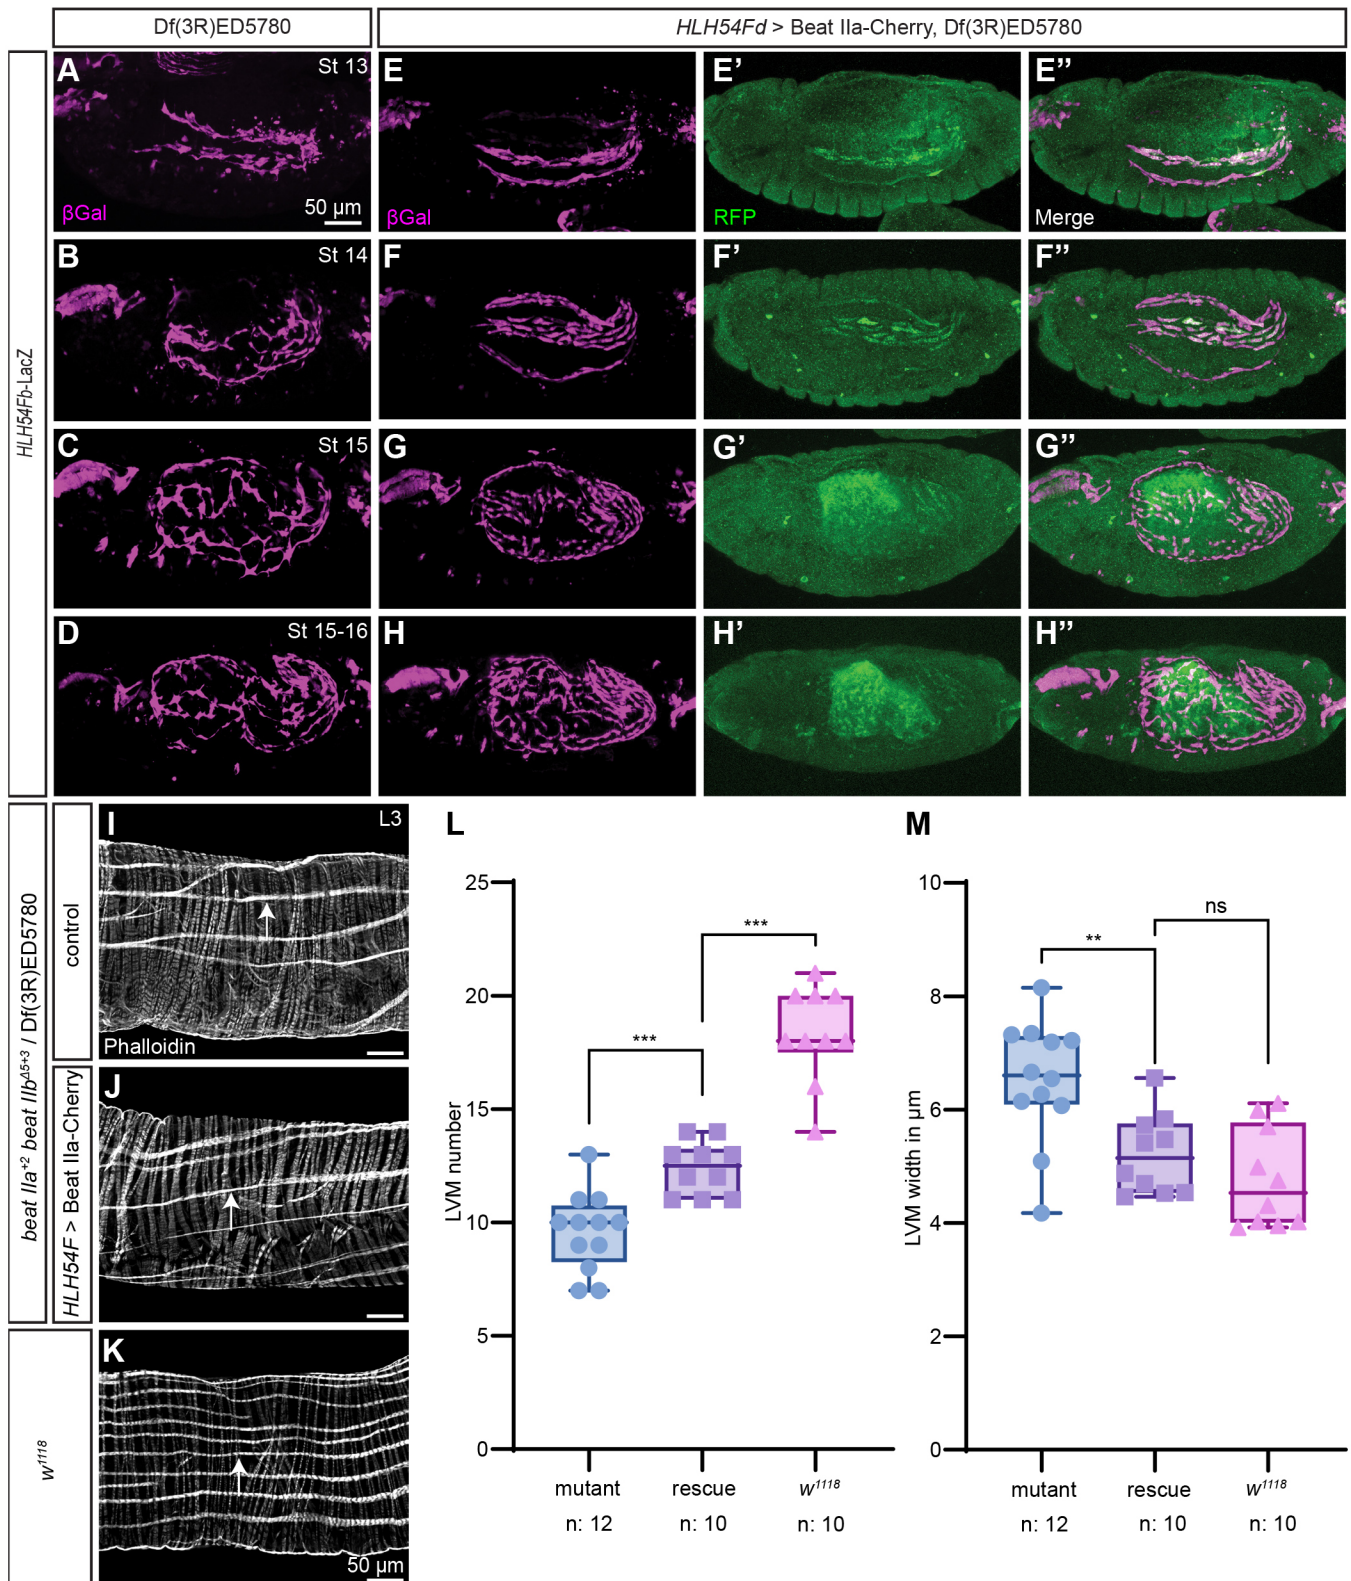 Df(3R)ED5780
HLH54Fd > Beat IIa-Cherry, Df(3R)ED5780
HLH54Fb-LacZ
A
St 13
βGal
50 µm
E
βGal
E’
RFP
E’’
Merge
B
St 14
F
F’
F’’
C
St 15
G
G’
G’’
D
St 15-16
H
H’
H’’
beat IIa⁺² beat IIb^Δ5+3 / Df(3R)ED5780
control
I
L3
Phalloidin
HLH54F > Beat IIa-Cherry
J
w¹¹¹⁸
K
50 µm
L
LVM number
25
20
15
10
5
0
***
***
mutant
rescue
w¹¹¹⁸
n: 12
n: 10
n: 10
M
LVM width in µm
10
8
6
4
2
0
**
ns
mutant
rescue
w¹¹¹⁸
n: 12
n: 10
n: 10